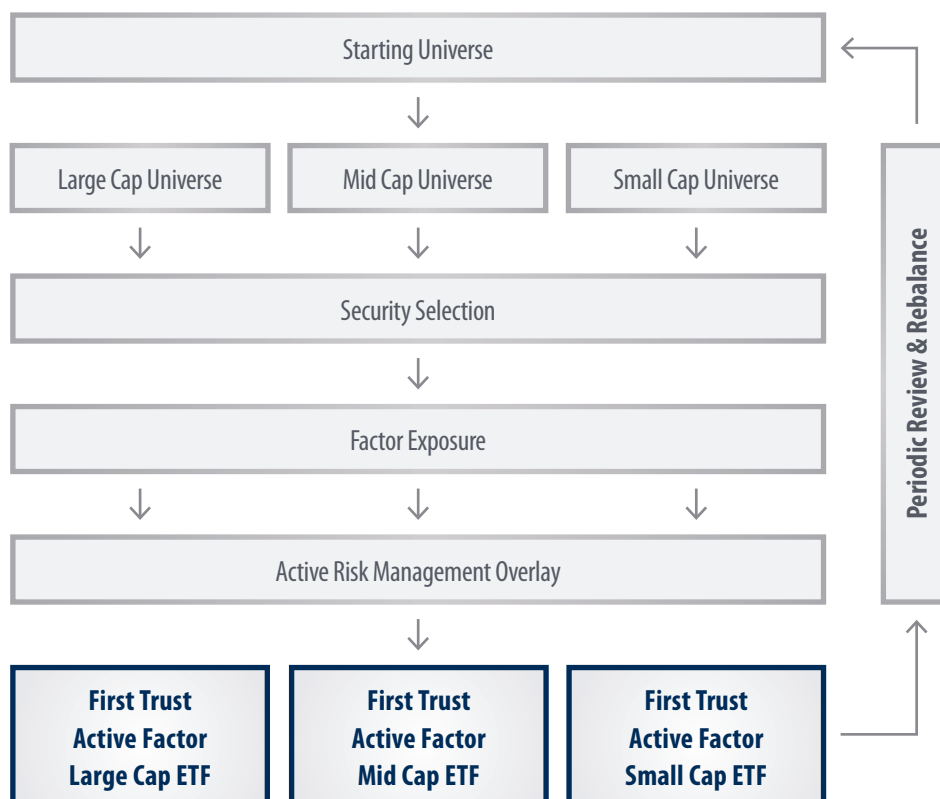 Starting Universe
Large Cap Universe
Mid Cap Universe
Small Cap Universe
Security Selection
Factor Exposure
Active Risk Management Overlay
First Trust
Active Factor
Large Cap ETF
First Trust
Active Factor
Mid Cap ETF
First Trust
Active Factor
Small Cap ETF
Periodic Review & Rebalance